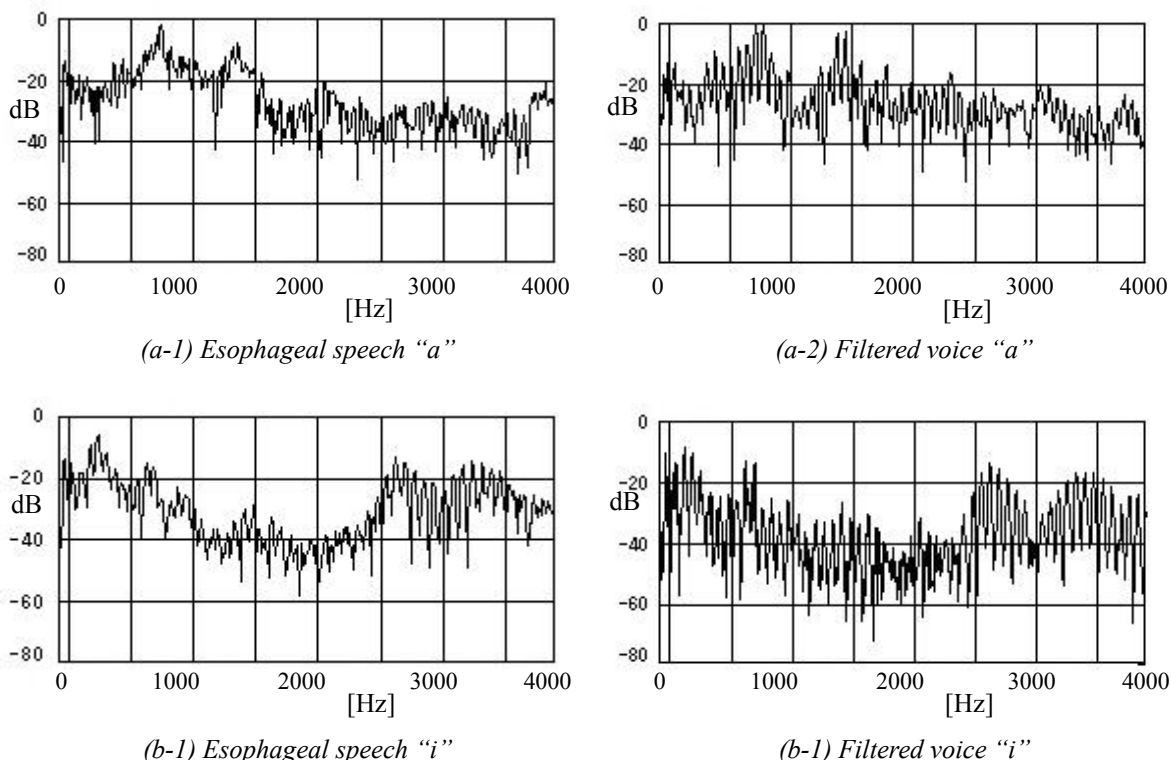 0
−20
dB
−40
−60
−80
0 1000 2000 3000 4000
[Hz]
(a-1) Esophageal speech “a”
0
−20
dB
−40
−60
−80
0 1000 2000 3000 4000
[Hz]
(a-2) Filtered voice “a”
0
−20
dB
−40
−60
−80
0 1000 2000 3000 4000
[Hz]
(b-1) Esophageal speech “i”
0
−20
dB
−40
−60
−80
0 1000 2000 3000 4000
[Hz]
(b-1) Filtered voice “i”